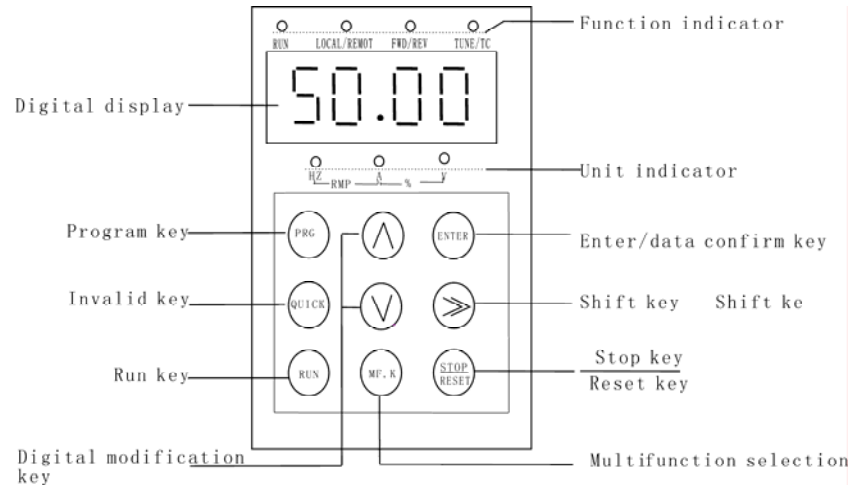 Function indicator
RUN LOCAL/REMOT FWD/REV TUNE/TC
50.00
Digital display
HZ A V
RMP %
Unit indicator
Program key
PRG
ENTER
Enter/data confirm key
Invalid key
QUICK
Shift key Shift ke
Run key
RUN
MF.K
STOP
RESET
Stop key
Reset key
Digital modification
key
Multifunction selection